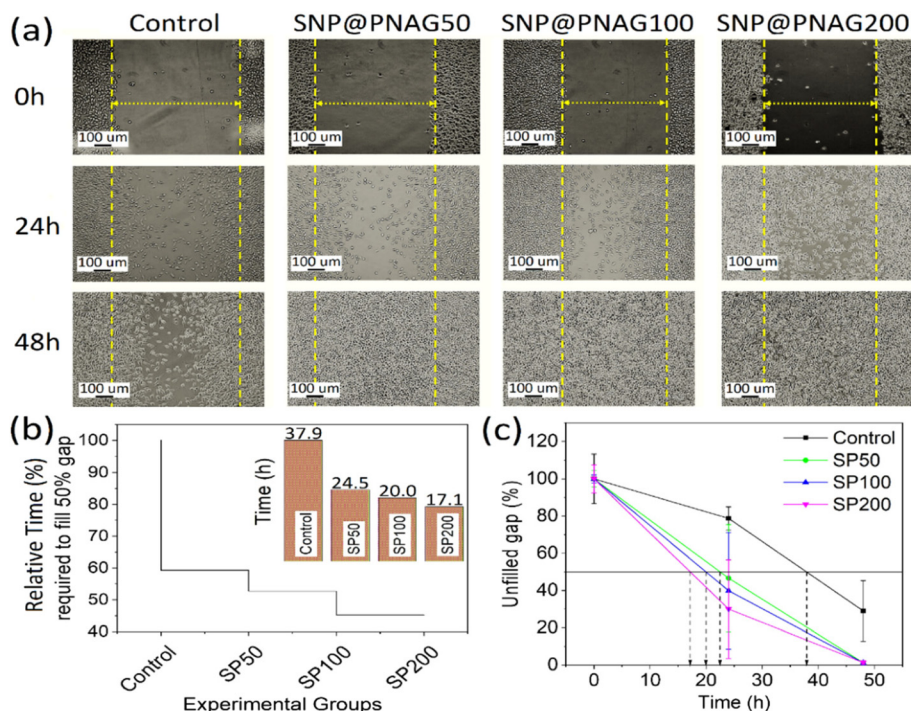 (a) Control SNP@PNAG50 SNP@PNAG100 SNP@PNAG200
0h
100 um 100 um 100 um 100 um
24h
100 um 100 um 100 um 100 um
48h
100 um 100 um 100 um 100 um
(b)
Relative Time (%)
required to fill 50% gap
100
90
80
70
60
50
40
Time (h)
37.9
24.5
20.0
17.1
Control
SP50
SP100
SP200
Control SP50 SP100 SP200
Experimental Groups
(c)
Unfilled gap (%)
120
100
80
60
40
20
0
Control
SP50
SP100
SP200
0 10 20 30 40 50
Time (h)